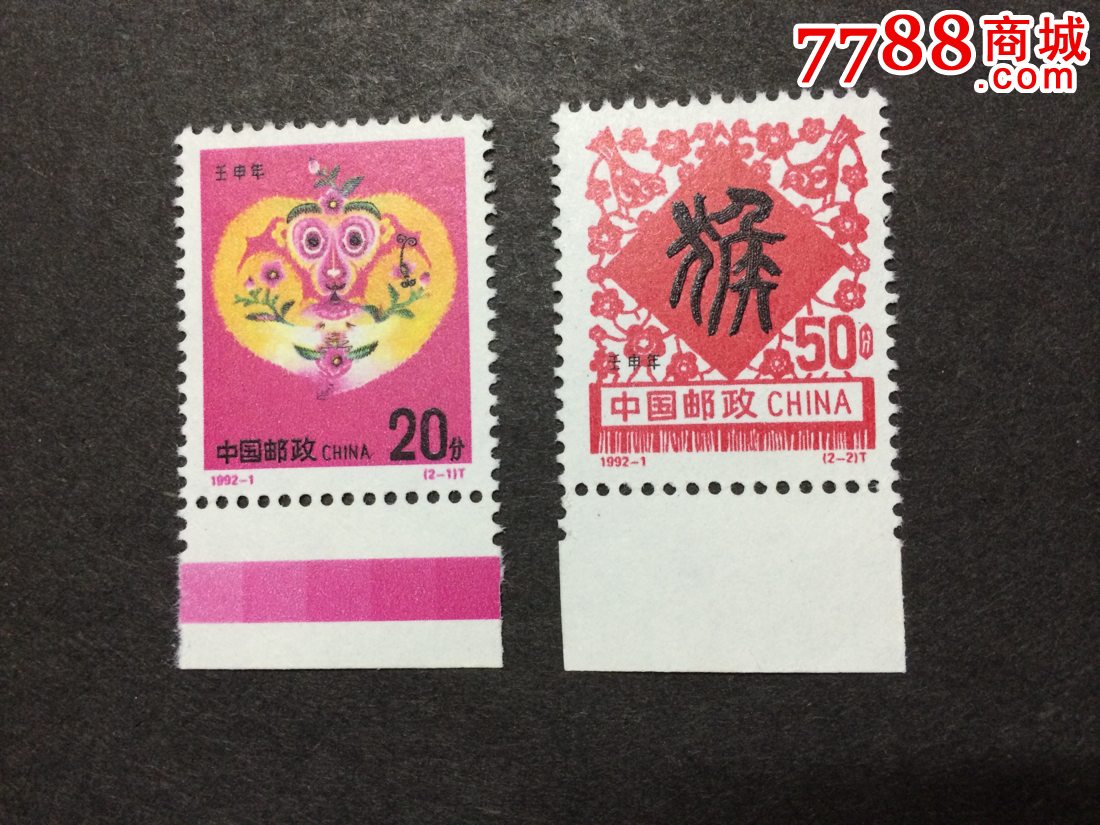 7788商城
.com
壬申年
中国邮政 CHINA 20分
1992-1 (2-1)T
猴
50分
壬申年
中国邮政 CHINA
1992-1 (2-2)T